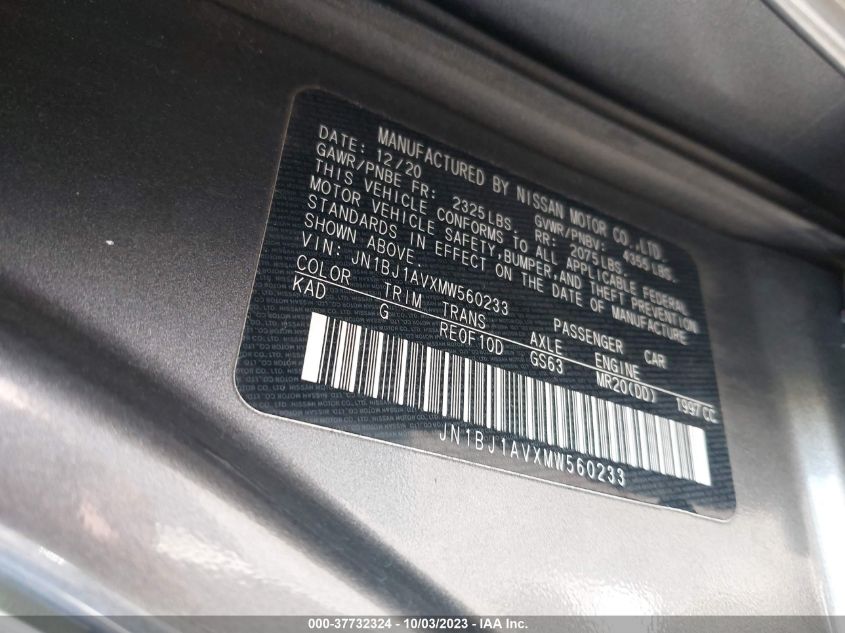 MANUFACTURED BY NISSAN MOTOR CO.,LTD.
DATE: 12/20 GVWR/PNBV: 4355 LBS.
GAWR/PNBE FR: 2325LBS. RR: 2075LBS.
THIS VEHICLE CONFORMS TO ALL APPLICABLE FEDERAL
MOTOR VEHICLE SAFETY,BUMPER,AND THEFT PREVENTION
STANDARDS IN EFFECT ON THE DATE OF MANUFACTURE
SHOWN ABOVE.
VIN: JN1BJ1AVXMW560233 PASSENGER CAR
COLOR TRIM TRANS AXLE ENGINE
KAD G RE0F10D GS63 MR20(DD) 1997CC
JN1BJ1AVXMW560233
000-37732324 - 10/03/2023 - IAA Inc.